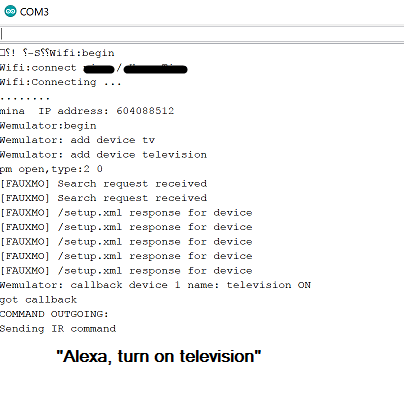 COM3
Wifi:begin
Wifi:connect /
Wifi:Connecting ...
........
mina  IP address: 604088512
Wemulator:begin
Wemulator: add device tv
Wemulator: add device television
pm open,type:2 0
[FAUXMO] Search request received
[FAUXMO] Search request received
[FAUXMO] /setup.xml response for device
[FAUXMO] /setup.xml response for device
[FAUXMO] /setup.xml response for device
[FAUXMO] /setup.xml response for device
[FAUXMO] /setup.xml response for device
Wemulator: callback device 1 name: television ON
got callback
COMMAND OUTGOING:
Sending IR command
"Alexa, turn on television"